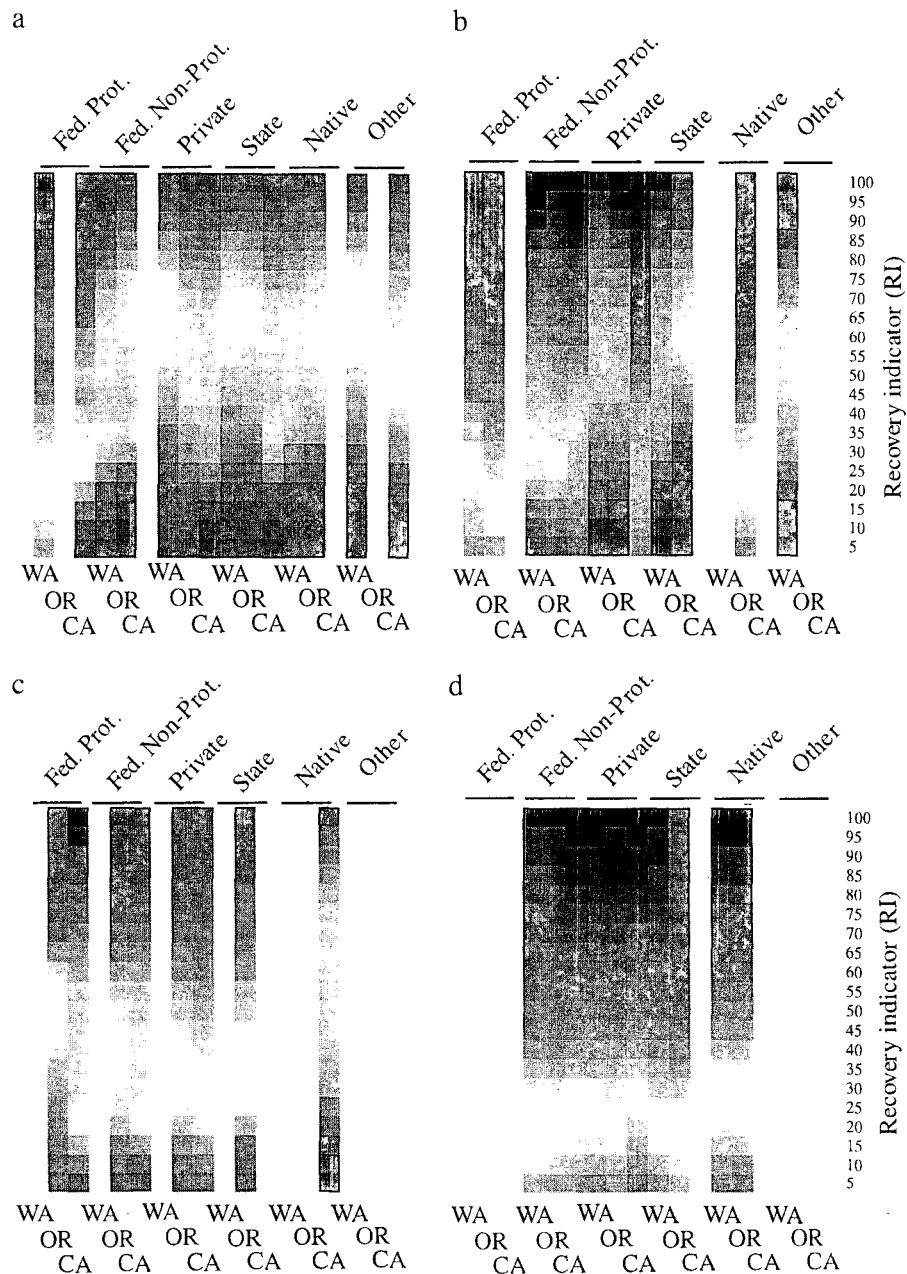 a
Fed. Prot.
Fed. Non-Prot.
Private
State
Native
Other
WA WA WA WA WA WA
OR OR OR OR OR OR
CA CA CA CA CA CA
b
Fed. Prot.
Fed. Non-Prot.
Private
State
Native
Other
100
95
90
85
80
75
70
65
60
55
50
45
40
35
30
25
20
15
10
5
Recovery indicator (RI)
WA WA WA WA WA WA
OR OR OR OR OR OR
CA CA CA CA CA CA
c
Fed. Prot.
Fed. Non-Prot.
Private
State
Native
Other
WA WA WA WA WA WA
OR OR OR OR OR OR
CA CA CA CA CA CA
d
Fed. Prot.
Fed. Non-Prot.
Private
State
Native
Other
100
95
90
85
80
75
70
65
60
55
50
45
40
35
30
25
20
15
10
5
Recovery indicator (RI)
WA WA WA WA WA WA
OR OR OR OR OR OR
CA CA CA CA CA CA